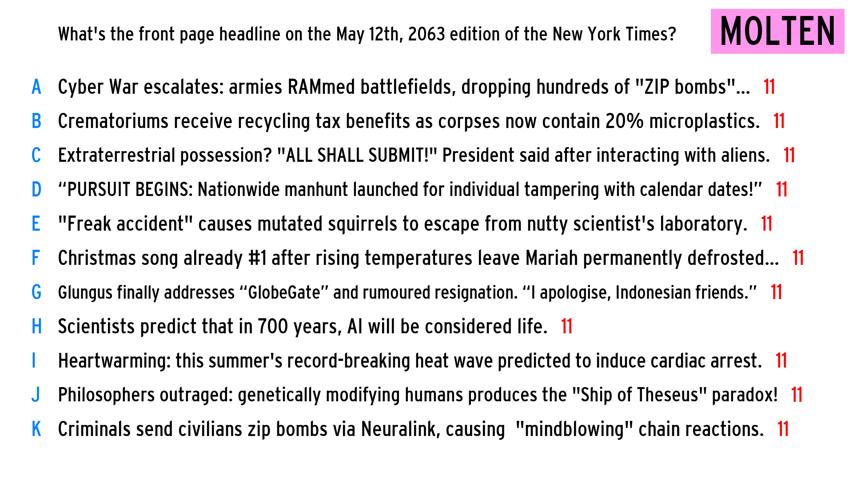 What's the front page headline on the May 12th, 2063 edition of the New York Times? MOLTEN
A Cyber War escalates: armies RAMmed battlefields, dropping hundreds of "ZIP bombs"... 11
B Crematoriums receive recycling tax benefits as corpses now contain 20% microplastics. 11
C Extraterrestrial possession? "ALL SHALL SUBMIT!" President said after interacting with aliens. 11
D “PURSUIT BEGINS: Nationwide manhunt launched for individual tampering with calendar dates!” 11
E "Freak accident" causes mutated squirrels to escape from nutty scientist's laboratory. 11
F Christmas song already #1 after rising temperatures leave Mariah permanently defrosted... 11
G Glungus finally addresses “GlobeGate” and rumoured resignation. “I apologise, Indonesian friends.” 11
H Scientists predict that in 700 years, AI will be considered life. 11
I Heartwarming: this summer's record-breaking heat wave predicted to induce cardiac arrest. 11
J Philosophers outraged: genetically modifying humans produces the "Ship of Theseus" paradox! 11
K Criminals send civilians zip bombs via Neuralink, causing "mindblowing" chain reactions. 11